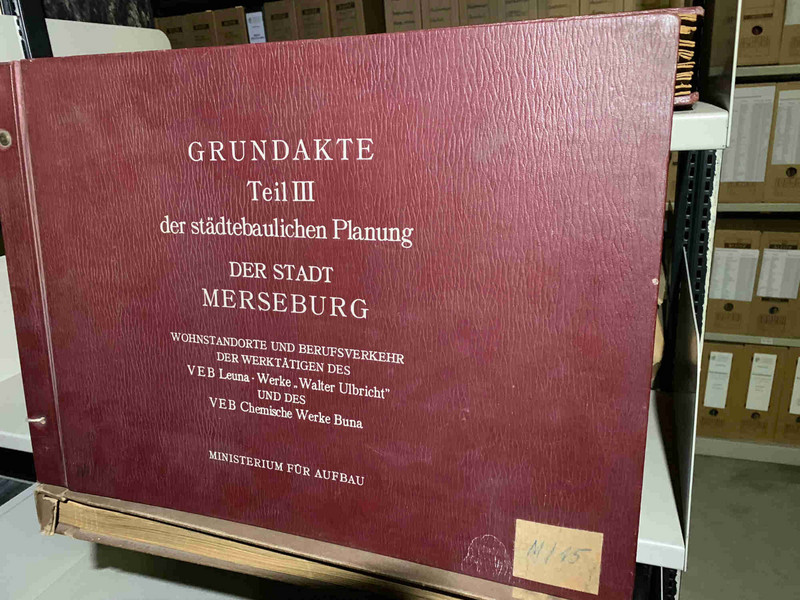 GRUNDAKTE
Teil III
der städtebaulichen Planung
DER STADT
MERSEBURG
WOHNSTANDORTE UND BERUFSVERKEHR
DER WERKTÄTIGEN DES
VEB Leuna-Werke „Walter Ulbricht"
UND DES
VEB Chemische Werke Buna
MINISTERIUM FÜR AUFBAU
M/45